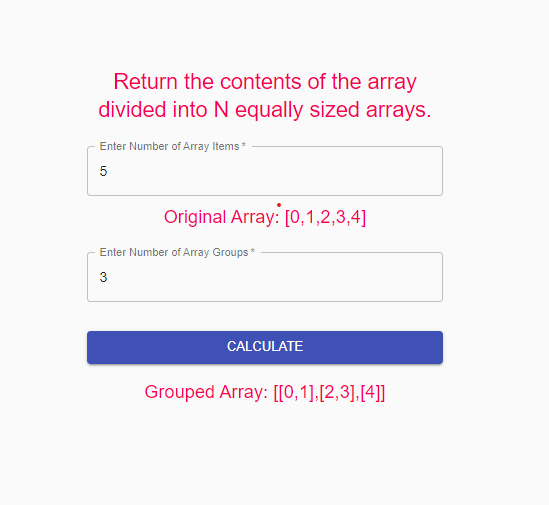 Return the contents of the array
divided into N equally sized arrays.
Enter Number of Array Items *
5
Original Array: [0,1,2,3,4]
Enter Number of Array Groups *
3
CALCULATE
Grouped Array: [[0,1],[2,3],[4]]